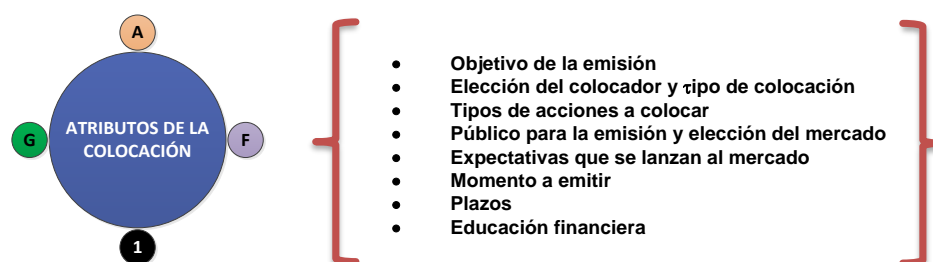 A
G
ATRIBUTOS DE LA
COLOCACIÓN
F
1
• Objetivo de la emisión
• Elección del colocador y τipo de colocación
• Tipos de acciones a colocar
• Público para la emisión y elección del mercado
• Expectativas que se lanzan al mercado
• Momento a emitir
• Plazos
• Educación financiera